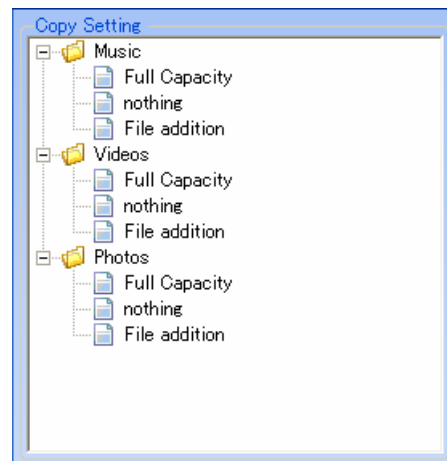 Copy Setting
Music
Full Capacity
nothing
File addition
Videos
Full Capacity
nothing
File addition
Photos
Full Capacity
nothing
File addition